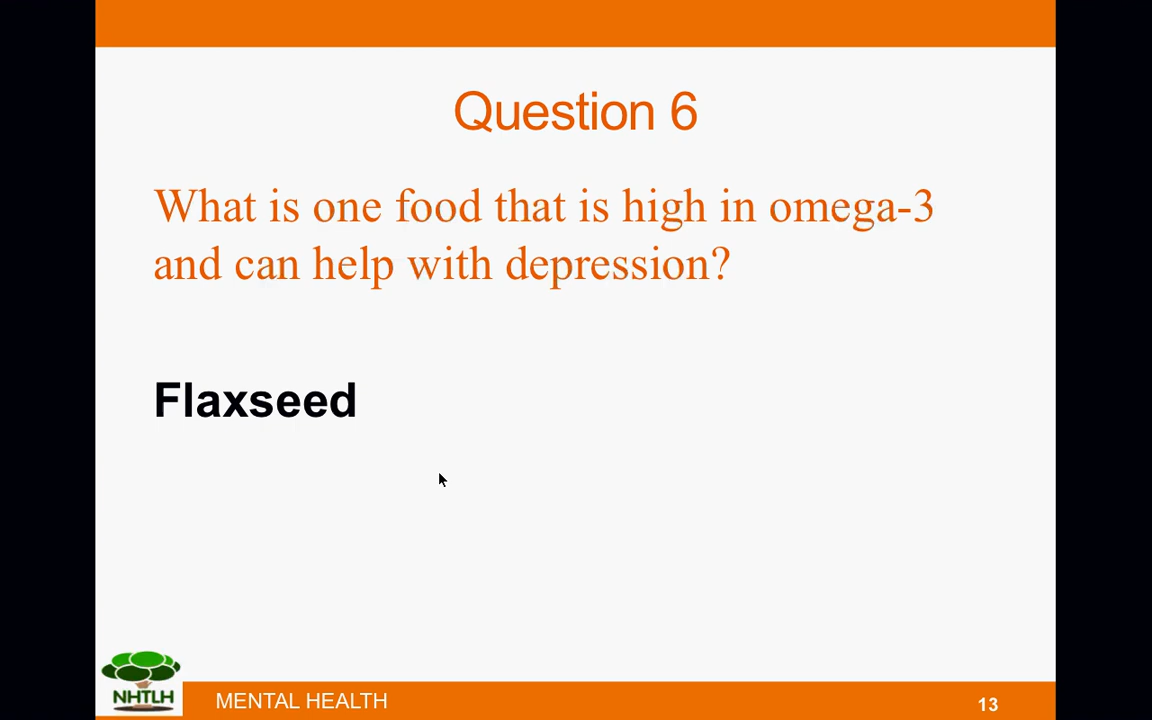 Question 6
What is one food that is high in omega-3
and can help with depression?
Flaxseed
NHTLH
MENTAL HEALTH
13